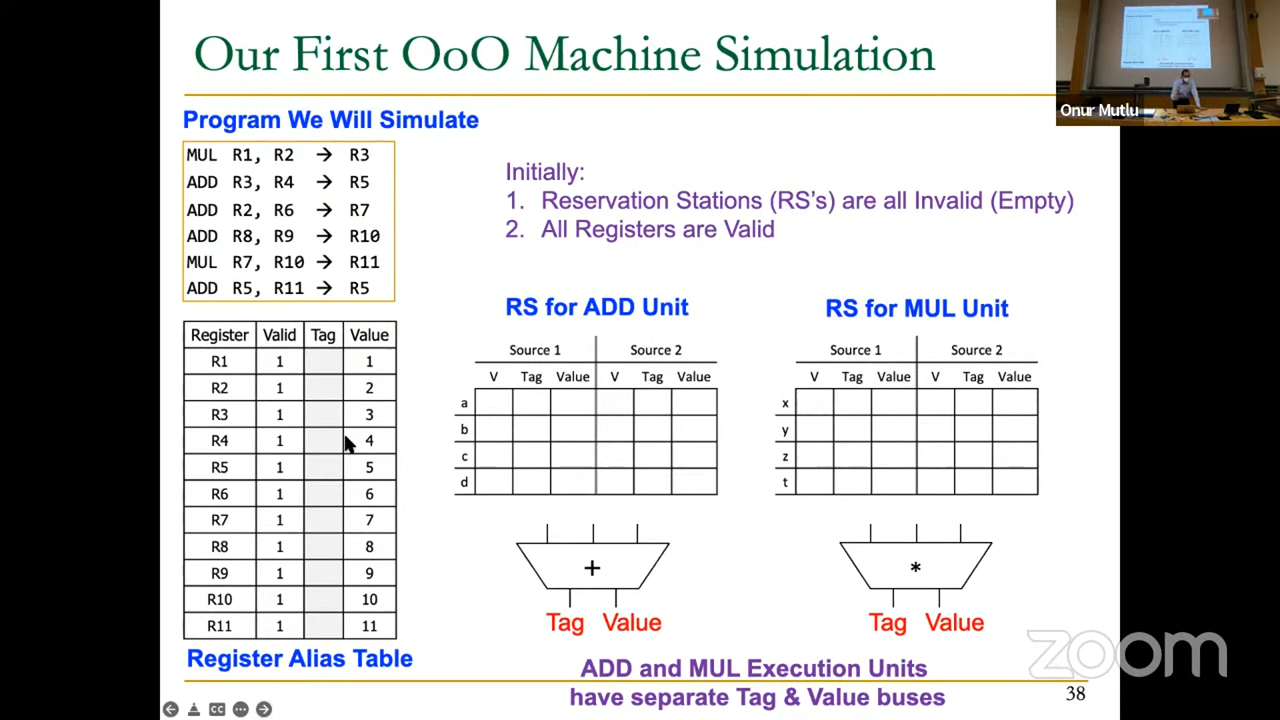 Our First OoO Machine Simulation
Onur Mutlu
Program We Will Simulate
MUL R1, R2 → R3
ADD R3, R4 → R5
ADD R2, R6 → R7
ADD R8, R9 → R10
MUL R7, R10 → R11
ADD R5, R11 → R5
Initially:
1. Reservation Stations (RS's) are all Invalid (Empty)
2. All Registers are Valid
Register Valid Tag Value
R1 1 1
R2 1 2
R3 1 3
R4 1 4
R5 1 5
R6 1 6
R7 1 7
R8 1 8
R9 1 9
R10 1 10
R11 1 11
Register Alias Table
RS for ADD Unit
Source 1 Source 2
V Tag Value V Tag Value
a
b
c
d
+
Tag Value
RS for MUL Unit
Source 1 Source 2
V Tag Value V Tag Value
x
y
z
t
*
Tag Value
ADD and MUL Execution Units
have separate Tag & Value buses
zoom
38
CC